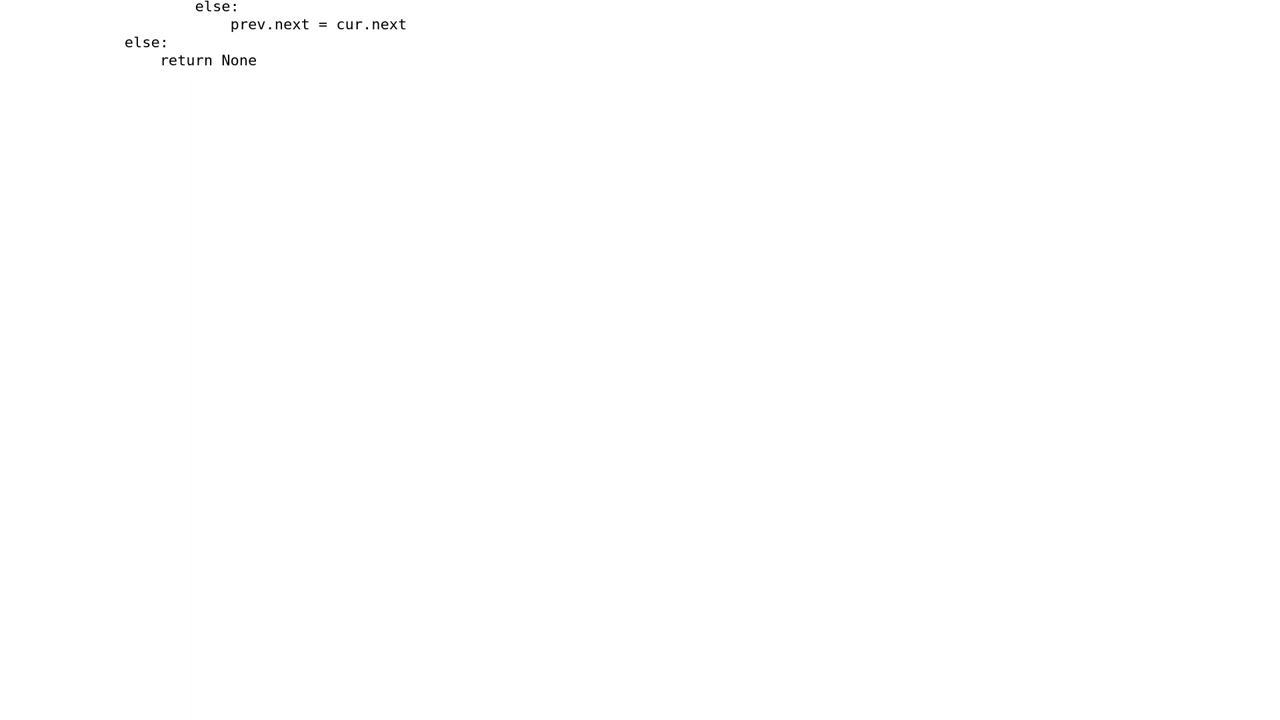 else:
                          prev.next = cur.next
              else:
                  return None